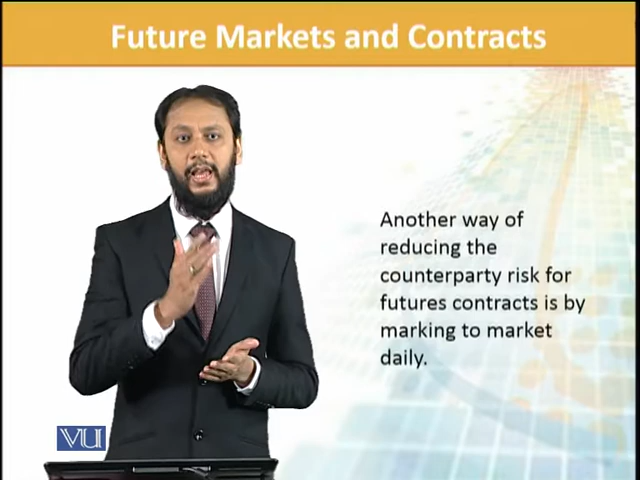 Future Markets and Contracts
Another way of
reducing the
counterparty risk for
futures contracts is by
marking to market
daily.
VU